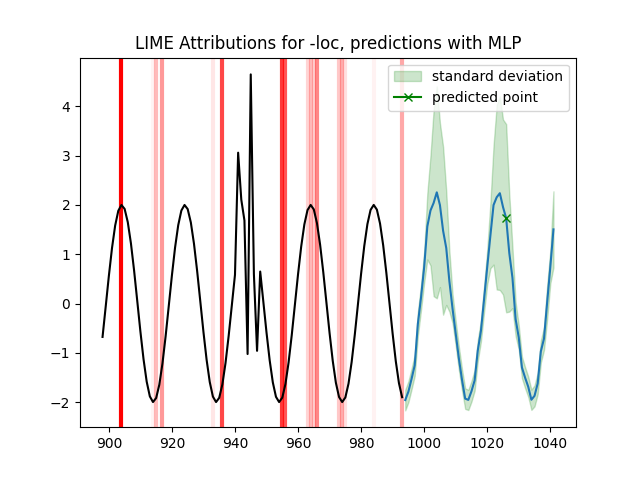 LIME Attributions for -loc, predictions with MLP
standard deviation
predicted point
4
3
2
1
0
−1
−2
900 920 940 960 980 1000 1020 1040